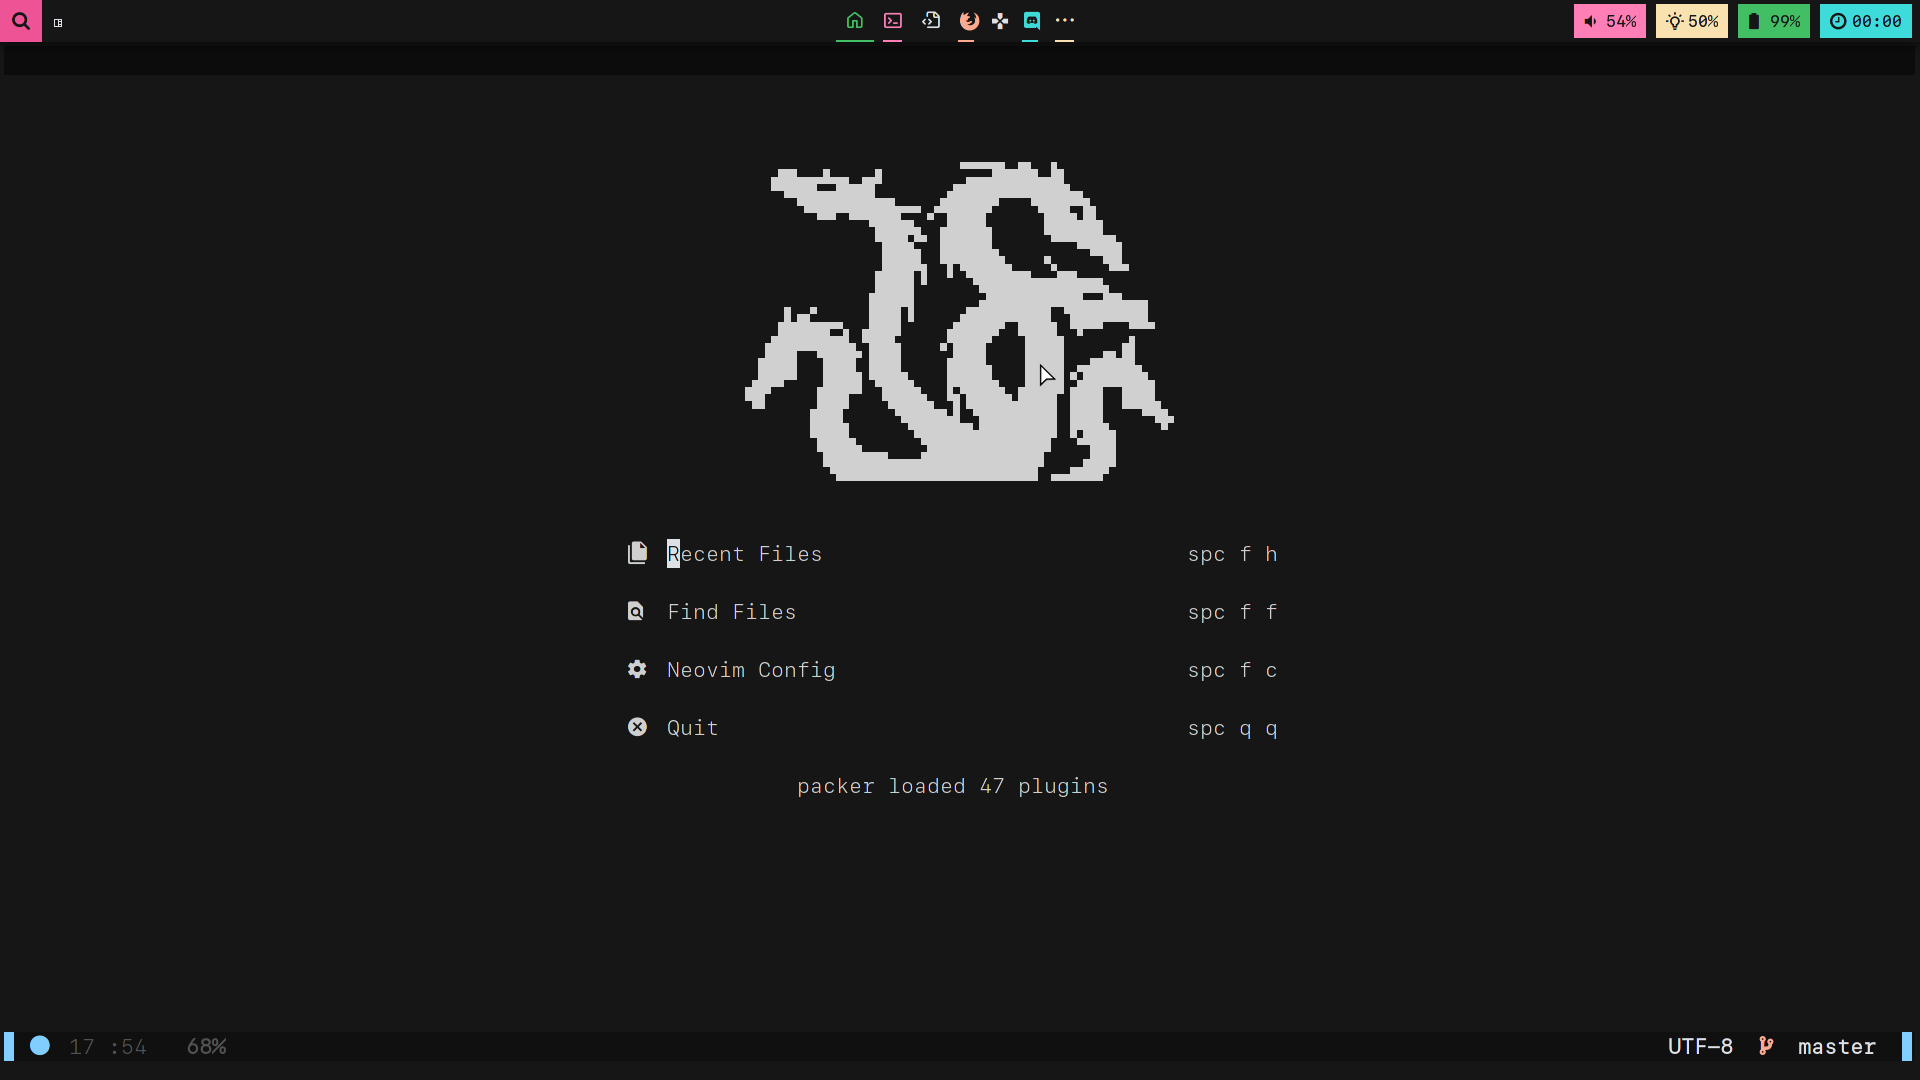 54% 50% 99% 00:00
Recent Files spc f h
Find Files spc f f
Neovim Config spc f c
Quit spc q q
packer loaded 47 plugins
17 :54 68% UTF-8 master